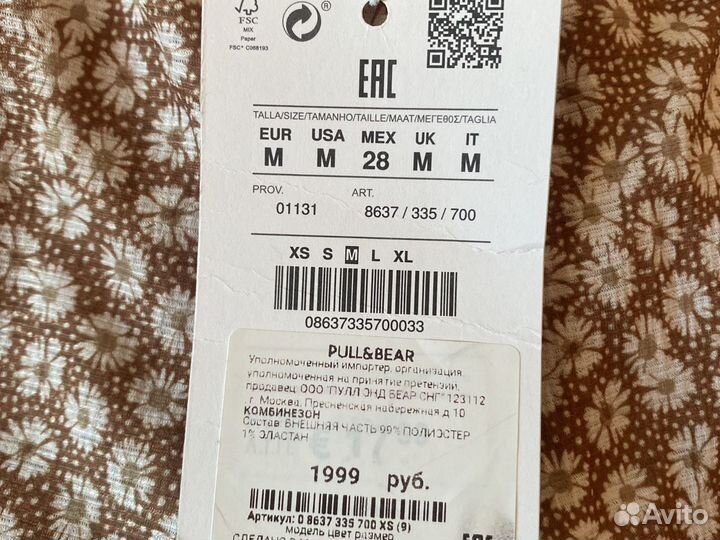 FSC
MIX
Paper
FSC® C068193
M
®
EAC
TALLA/SIZE/TAMANHO/TAILLE/MAAT/ΜΕΓΕΘΟΣ/TAGLIA
EUR USA MEX UK IT
M M 28 M M
PROV. ART.
01131 8637 / 335 / 700
XS S M L XL
08637335700033
PULL&BEAR
Уполномоченный импортер, организация,
уполномоченная на принятие претензий,
продавец: ООО "ПУЛЛ ЭНД БЕАР СНГ" 123112
, г. Москва, Пресненская набережная д 10
КОМБИНЕЗОН
Состав: ВНЕШНЯЯ ЧАСТЬ 99% ПОЛИЭСТЕР
1% ЭЛАСТАН
1999 руб.
Артикул: 0 8637 335 700 XS (9)
модель цвет размер
СДЕЛАНО
EAC
Avito